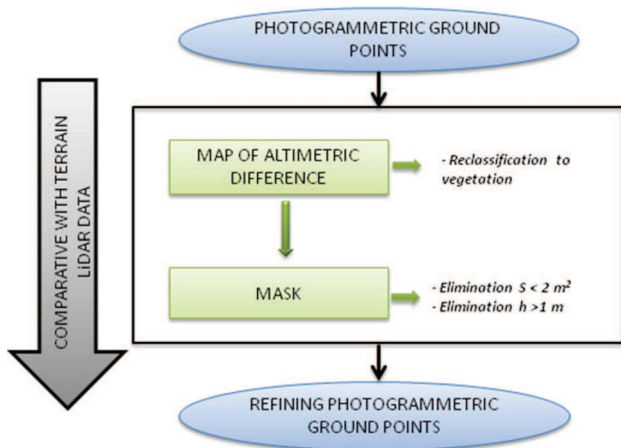 PHOTOGRAMMETRIC GROUND
POINTS
COMPARATIVE WITH TERRAIN
LiDAR DATA
MAP OF ALTIMETRIC
DIFFERENCE
- Reclassification to
vegetation
MASK
- Elimination S < 2 m²
- Elimination h >1 m
REFINING PHOTOGRAMMETRIC
GROUND POINTS